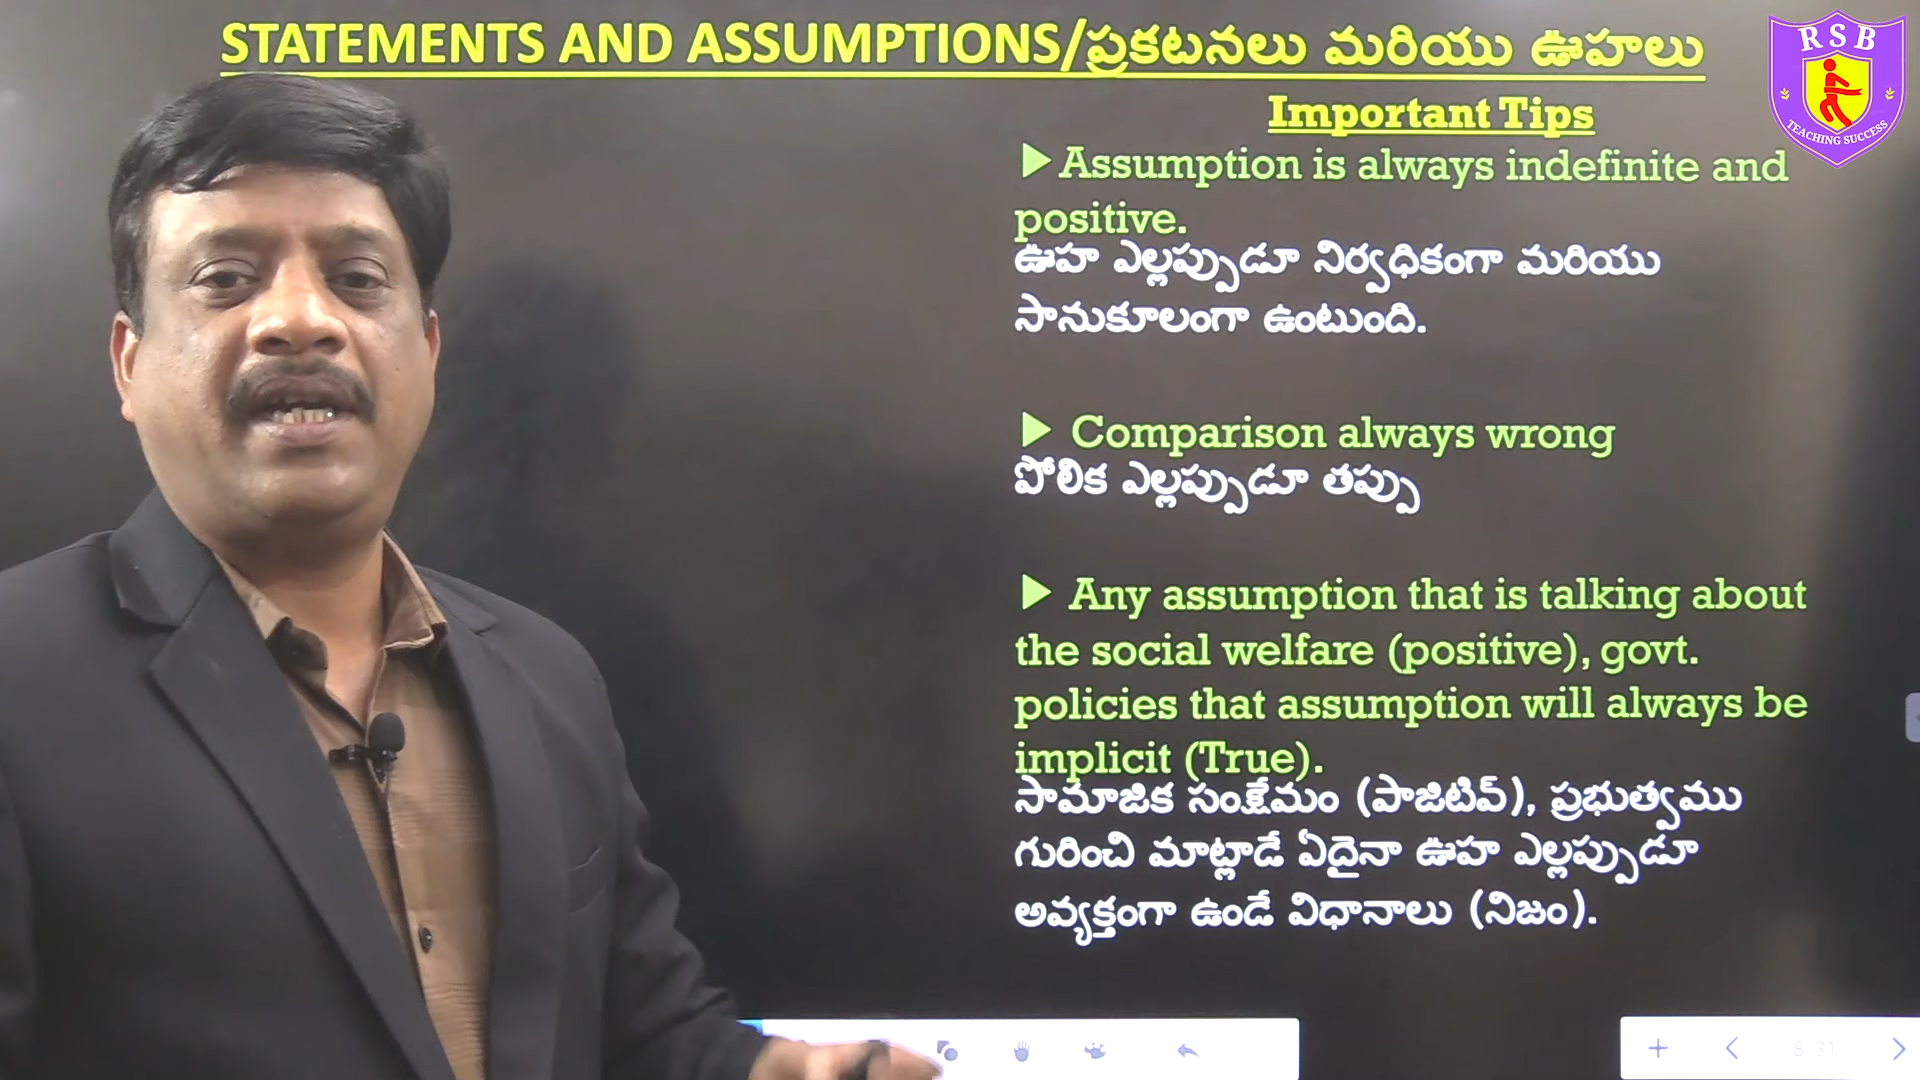 STATEMENTS AND ASSUMPTIONS/ప్రకటనలు మరియు ఊహలు
RSB
TEACHING SUCCESS
Important Tips
▶Assumption is always indefinite and
positive.
ఊహ ఎల్లప్పుడూ నిర్వధికంగా మరియు
సానుకూలంగా ఉంటుంది.
▶ Comparison always wrong
పోలిక ఎల్లప్పుడూ తప్పు
▶ Any assumption that is talking about
the social welfare (positive), govt.
policies that assumption will always be
implicit (True).
సామాజిక సంక్షేమం (పాజిటివ్), ప్రభుత్వము
గురించి మాట్లాడే ఏదైనా ఊహ ఎల్లప్పుడూ
అవ్యక్తంగా ఉండే విధానాలు (నిజం).
8 31